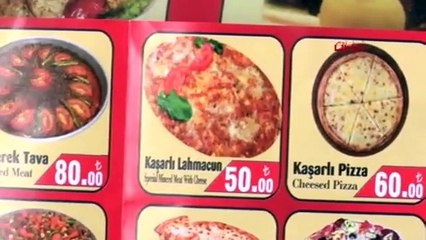 erek Tava
ed Meat
80.00 ₺
Kaşarlı Lahmacun
Special Minced Meat With Cheese
50.00 ₺
Kaşarlı Pizza
Cheesed Pizza
60.00 ₺